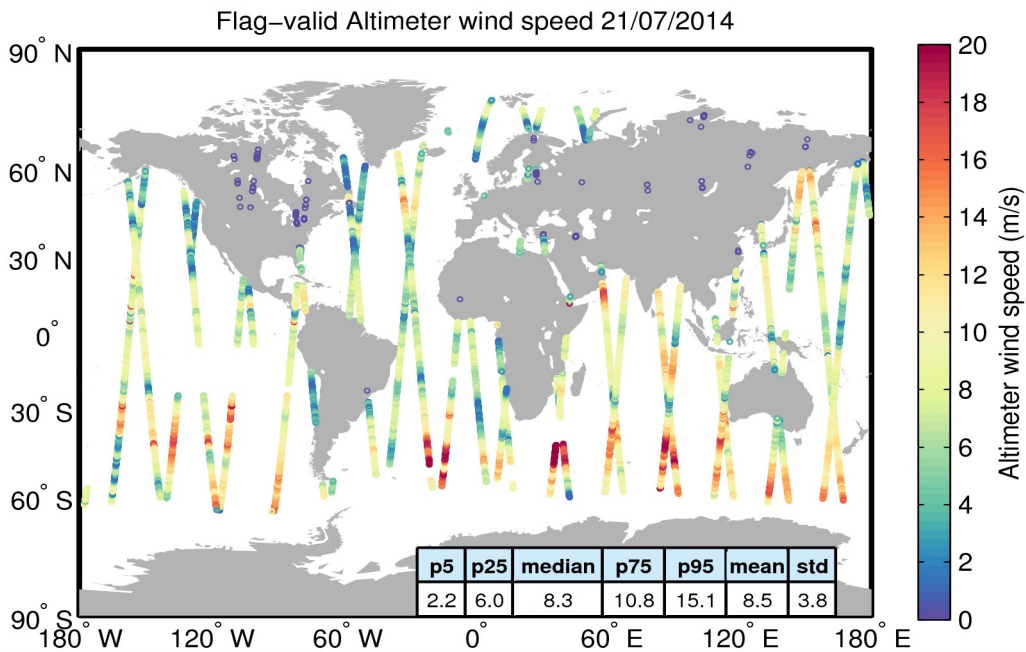 Flag−valid Altimeter wind speed 21/07/2014
90° N
60° N
30° N
0°
30° S
60° S
90° S
180° W
120° W
60° W
0°
60° E
120° E
180° E
p5 p25 median p75 p95 mean std
2.2 6.0 8.3 10.8 15.1 8.5 3.8
20
18
16
14
12
10
8
6
4
2
0
Altimeter wind speed (m/s)